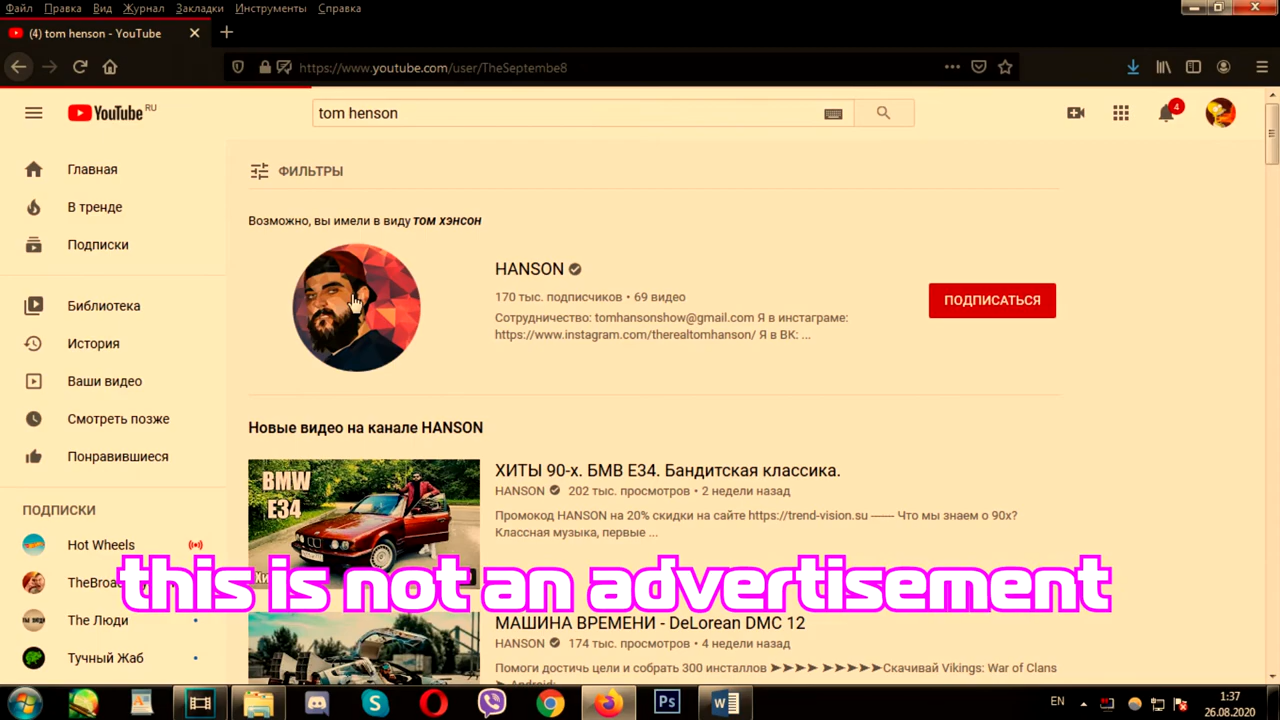 Файл Правка Вид Журнал Закладки Инструменты Справка
(4) tom henson - YouTube
https://www.youtube.com/user/TheSeptembe8
YouTube RU
tom henson
4
Главная
В тренде
Подписки
Библиотека
История
Ваши видео
Смотреть позже
Понравившиеся
ПОДПИСКИ
Hot Wheels
TheBroa
The Люди
Тучный Жаб
ФИЛЬТРЫ
Возможно, вы имели в виду том хэнсон
HANSON
170 тыс. подписчиков • 69 видео
Сотрудничество: tomhansonshow@gmail.com Я в инстаграме:
https://www.instagram.com/therealtomhanson/ Я в ВК: ...
ПОДПИСАТЬСЯ
Новые видео на канале HANSON
BMW
E34
ХИТЫ 90-х. БМВ Е34. Бандитская классика.
HANSON 202 тыс. просмотров • 2 недели назад
Промокод HANSON на 20% скидки на сайте https://trend-vision.su ------- Что мы знаем о 90х?
Классная музыка, первые ...
this is not an advertisement
МАШИНА ВРЕМЕНИ - DeLorean DMC 12
HANSON 174 тыс. просмотров • 4 недели назад
Помоги достичь цели и собрать 300 инсталлов ➤➤➤➤ ➤➤➤➤➤Скачивай Vikings: War of Clans
EN
1:37
26.08.2020